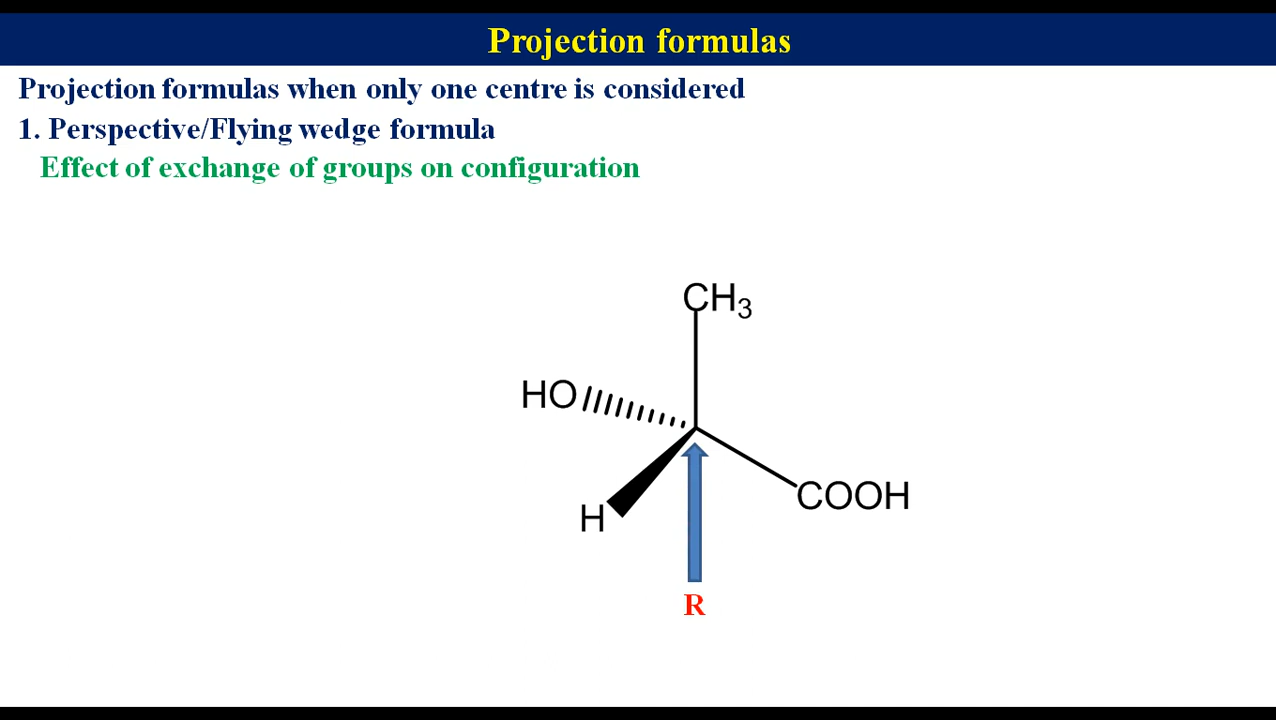 Projection formulas
Projection formulas when only one centre is considered
1. Perspective/Flying wedge formula
Effect of exchange of groups on configuration
CH₃
HO
H
COOH
R